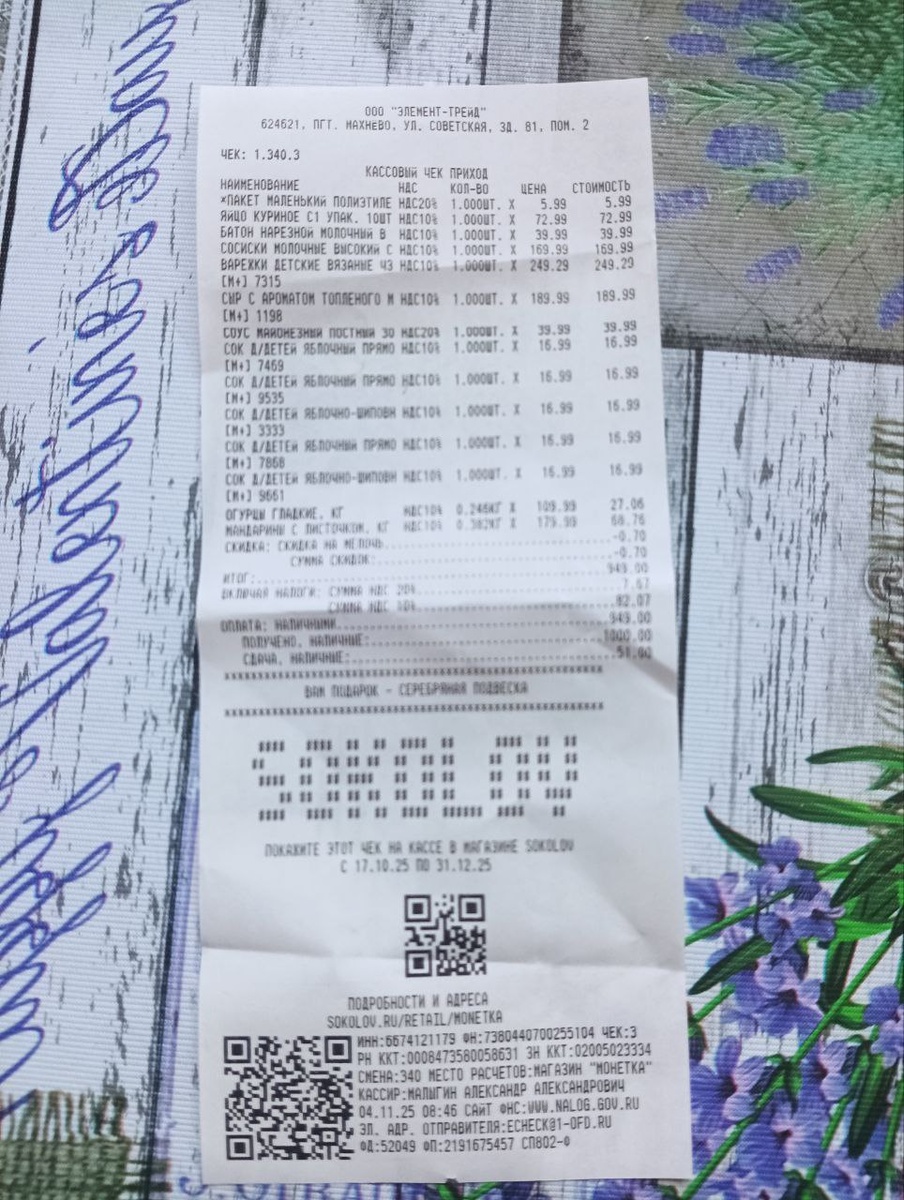 ООО "ЭЛЕМЕНТ-ТРЕЙД"
624621, ПГТ. МАХНЕВО, УЛ. СОВЕТСКАЯ, ЗД. 81, ПОМ. 2
ЧЕК: 1.340.3
КАССОВЫЙ ЧЕК ПРИХОД
НАИМЕНОВАНИЕ НДС КОЛ-ВО ЦЕНА СТОИМОСТЬ
*ПАКЕТ МАЛЕНЬКИЙ ПОЛИЭТИЛЕ НДС20% 1.000ШТ. X 5.99 5.99
ЯЙЦО КУРИНОЕ С1 УПАК. 10ШТ НДС10% 1.000ШТ. X 72.99 72.99
БАТОН НАРЕЗНОЙ МОЛОЧНЫЙ В НДС10% 1.000ШТ. X 39.99 39.99
СОСИСКИ МОЛОЧНЫЕ ВЫСОКИЙ С НДС10% 1.000ШТ. X 169.99 169.99
ВАРЕЖКИ ДЕТСКИЕ ВЯЗАНЫЕ ЧЗ НДС10% 1.000ШТ. X 249.29 249.29
[М+] 7315
СЫР С АРОМАТОМ ТОПЛЕНОГО М НДС10% 1.000ШТ. X 189.99 189.99
[М+] 1198
СОУС МАЙОНЕЗНЫЙ ПОСТНЫЙ 30 НДС20% 1.000ШТ. X 39.99 39.99
СОК Д/ДЕТЕЙ ЯБЛОЧНЫЙ ПРЯМО НДС10% 1.000ШТ. X 16.99 16.99
[М+] 7469
СОК Д/ДЕТЕЙ ЯБЛОЧНЫЙ ПРЯМО НДС10% 1.000ШТ. X 16.99 16.99
[М+] 9535
СОК Д/ДЕТЕЙ ЯБЛОЧНО-ШИПОВН НДС10% 1.000ШТ. X 16.99 16.99
[М+] 3333
СОК Д/ДЕТЕЙ ЯБЛОЧНЫЙ ПРЯМО НДС10% 1.000ШТ. X 16.99 16.99
[М+] 7868
СОК Д/ДЕТЕЙ ЯБЛОЧНО-ШИПОВН НДС10% 1.000ШТ. X 16.99 16.99
[М+] 9661
ОГУРЦЫ ГЛАДКИЕ, КГ НДС10% 0.246КГ X 109.99 27.06
МАНДАРИНЫ С ЛИСТОЧКОМ, КГ НДС10% 0.382КГ X 179.99 68.76
СКИДКА: СКИДКА НА МЕЛОЧЬ -0.70
СУММА СКИДОК: -0.70
ИТОГ: 949.00
ВКЛЮЧАЯ НАЛОГИ: СУММА НДС 20% 7.67
СУММА НДС 10% 82.07
ОПЛАТА: НАЛИЧНЫМИ 949.00
ПОЛУЧЕНО, НАЛИЧНЫЕ: 1000.00
СДАЧА, НАЛИЧНЫЕ: 51.00
ВАМ ПОДАРОК - СЕРЕБРЯНАЯ ПОДВЕСКА
SOKOLOV
ПОКАЖИТЕ ЭТОТ ЧЕК НА КАССЕ В МАГАЗИНЕ SOKOLOV
С 17.10.25 ПО 31.12.25
ПОДРОБНОСТИ И АДРЕСА
SOKOLOV.RU/RETAIL/MONETKA
ИНН:6674121179 ФН:7380440700255104 ЧЕК:3
РН ККТ:0008473580058631 ЗН ККТ:02005023334
СМЕНА:340 МЕСТО РАСЧЕТОВ:МАГАЗИН "МОНЕТКА"
КАССИР:МАЛЫГИН АЛЕКСАНДР АЛЕКСАНДРОВИЧ
04.11.25 08:46 САЙТ ФНС:WWW.NALOG.GOV.RU
ЭЛ. АДР. ОТПРАВИТЕЛЯ:ECHECK@1-OFD.RU
ФД:52049 ФП:2191675457 СП802-Ф